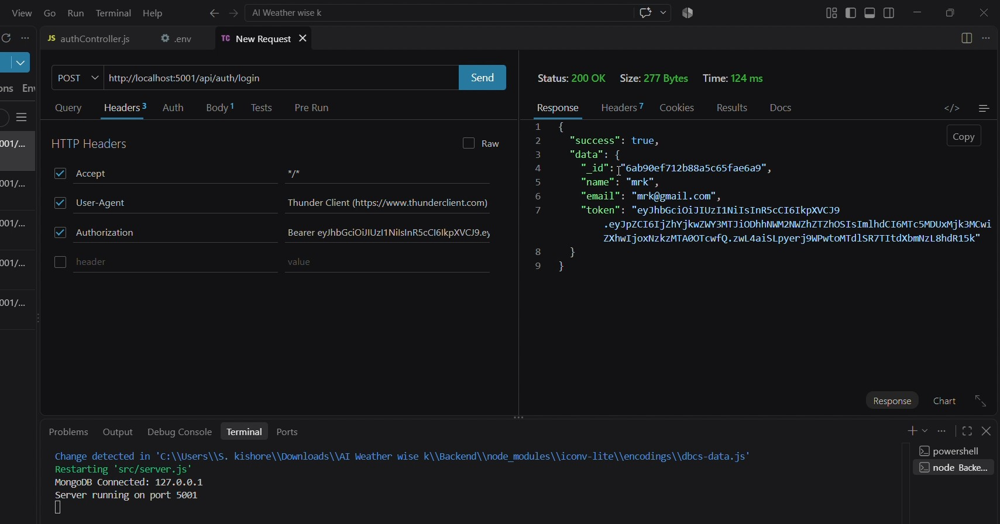 View Go Run Terminal Help
AI Weather wise k
JS authController.js
.env
TC New Request
ons
POST http://localhost:5001/api/auth/login Send
Query Headers 3 Auth Body 1 Tests Pre Run
HTTP Headers
Raw
Accept */*
User-Agent Thunder Client (https://www.thunderclient.com)
Authorization Bearer eyJhbGciOiJIUzI1NiIsInR5cCI6IkpXVCJ9.ey
header value
001/...
001/...
001/...
001/...
001/...
Status: 200 OK Size: 277 Bytes Time: 124 ms
Response Headers 7 Cookies Results Docs </>
Copy
1 {
2 "success": true,
3 "data": {
4 "_id": "6ab90ef712b88a5c65fae6a9",
5 "name": "mrk",
6 "email": "mrk@gmail.com",
7 "token": "eyJhbGciOiJIUzI1NiIsInR5cCI6IkpXVCJ9
.eyJpZCI6IjZhYjkwZWY3MTJiODhhNWM2NWZhZTZhOSIsImlhdCI6MTc5MDUxMjk3MCwi
ZXhwIjoxNzkzMTA0OTcwfQ.zwL4aiSLpyerj9WPwtoMTdlSR7TItdXbmNzL8hdR15k"
8 }
9 }
Response Chart
Problems Output Debug Console Terminal Ports
Change detected in 'C:\\Users\\S. kishore\\Downloads\\AI Weather wise k\\Backend\\node_modules\\iconv-lite\\encodings\\dbcs-data.js'
Restarting 'src/server.js'
MongoDB Connected: 127.0.0.1
Server running on port 5001
powershell
node Backe...